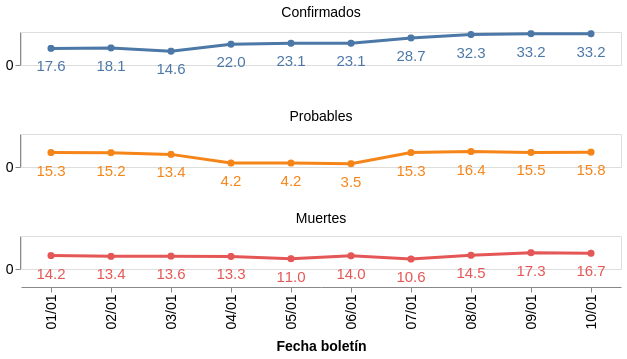 Confirmados
0
17.6 18.1 14.6 22.0 23.1 23.1 28.7 32.3 33.2 33.2
Probables
0
15.3 15.2 13.4 4.2 4.2 3.5 15.3 16.4 15.5 15.8
Muertes
0
14.2 13.4 13.6 13.3 11.0 14.0 10.6 14.5 17.3 16.7
01/01 02/01 03/01 04/01 05/01 06/01 07/01 08/01 09/01 10/01
Fecha boletín